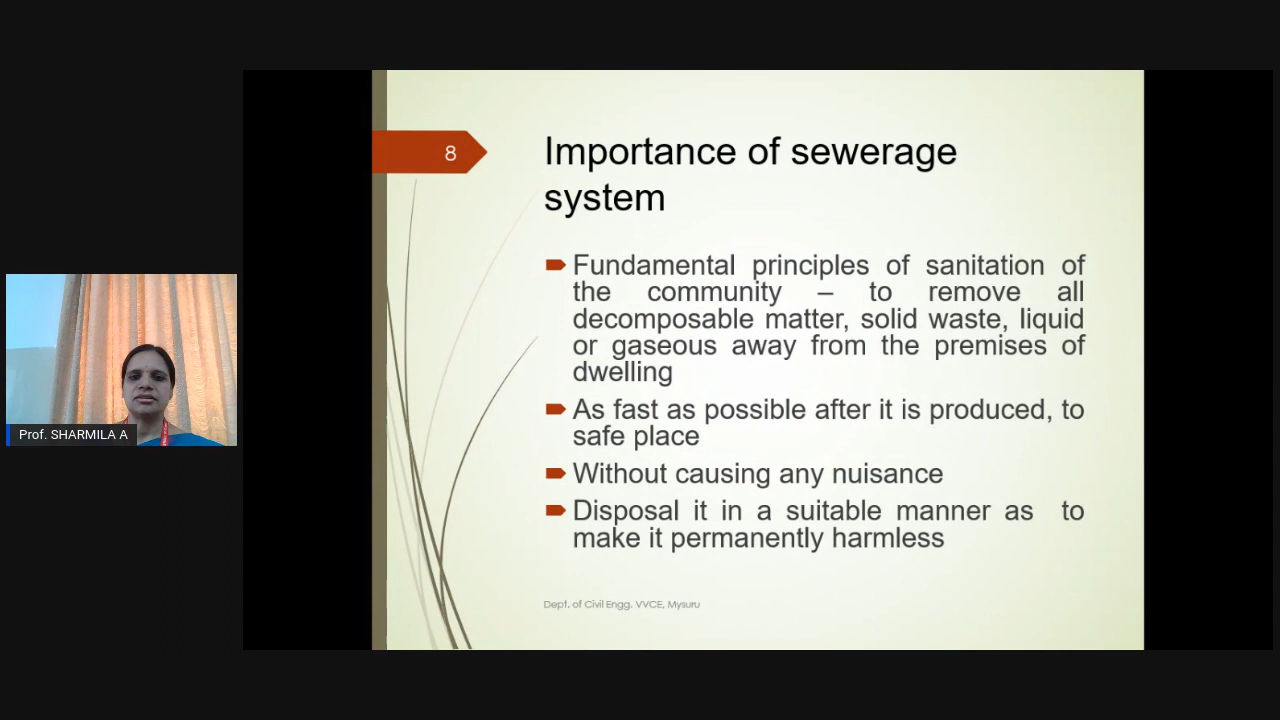 8
Importance of sewerage
system
Fundamental principles of sanitation of
the community – to remove all
decomposable matter, solid waste, liquid
or gaseous away from the premises of
dwelling
As fast as possible after it is produced, to
safe place
Without causing any nuisance
Disposal it in a suitable manner as to
make it permanently harmless
Dept. of Civil Engg. VVCE, Mysuru
Prof. SHARMILA A